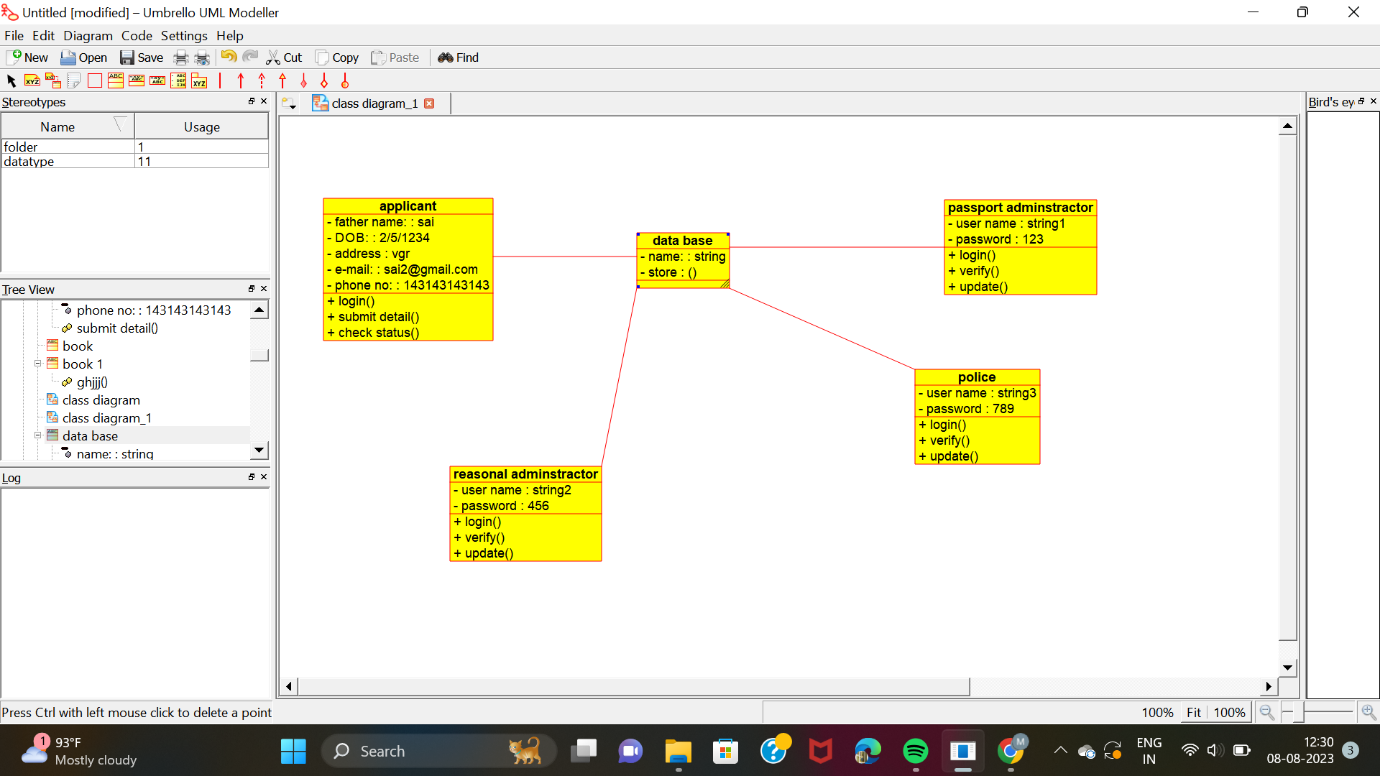 Untitled [modified] – Umbrello UML Modeller
File Edit Diagram Code Settings Help
New Open Save Cut Copy Paste Find
Stereotypes
Name Usage
folder 1
datatype 11
Tree View
phone no: : 143143143143
submit detail()
book
book 1
ghjjj()
class diagram
class diagram_1
data base
name: : string
Log
class diagram_1
applicant
- father name: : sai
- DOB: : 2/5/1234
- address : vgr
- e-mail: : sai2@gmail.com
- phone no: : 143143143143
+ login()
+ submit detail()
+ check status()
data base
- name: : string
- store : ()
passport adminstractor
- user name : string1
- password : 123
+ login()
+ verify()
+ update()
police
- user name : string3
- password : 789
+ login()
+ verify()
+ update()
reasonal adminstractor
- user name : string2
- password : 456
+ login()
+ verify()
+ update()
Bird's ey
Press Ctrl with left mouse click to delete a point
100% Fit 100%
1
93°F
Mostly cloudy
Search
M
ENG
IN
12:30
08-08-2023
3